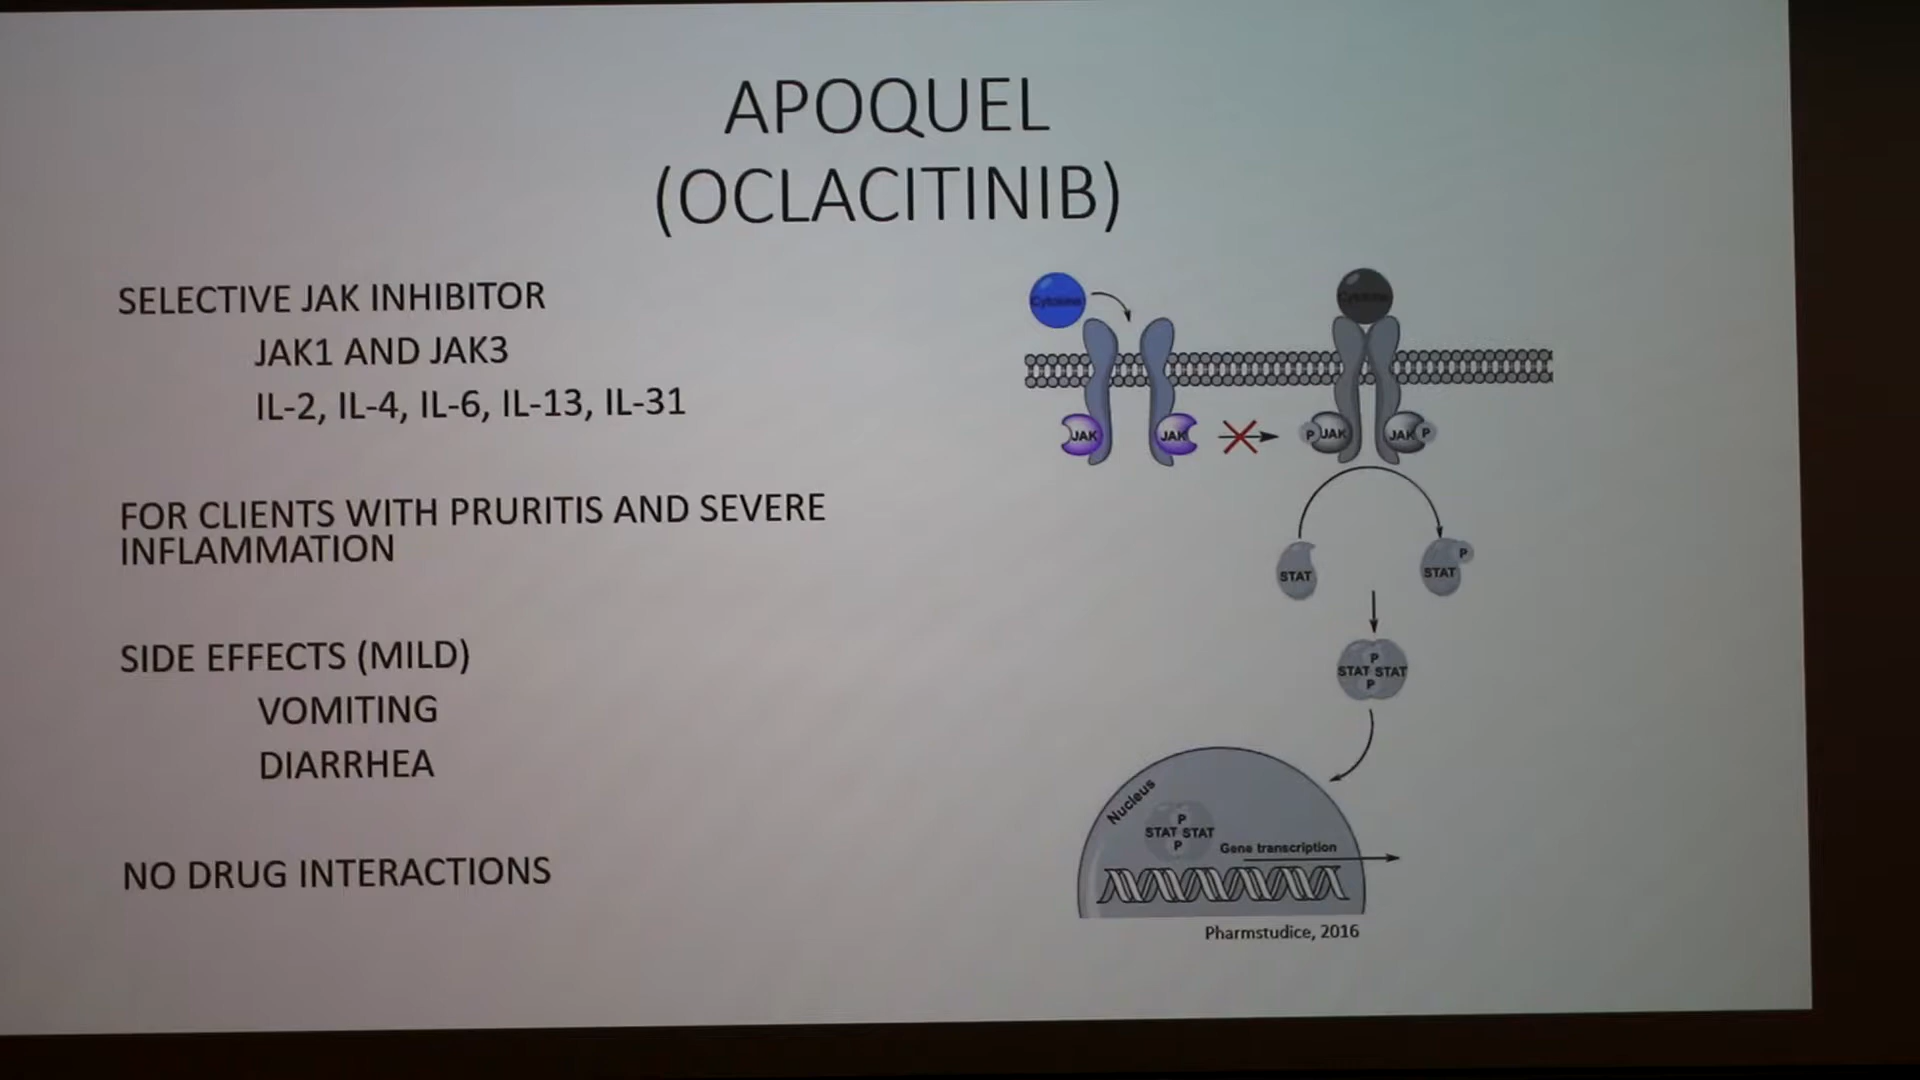 APOQUEL
(OCLACITINIB)
SELECTIVE JAK INHIBITOR
JAK1 AND JAK3
IL-2, IL-4, IL-6, IL-13, IL-31
FOR CLIENTS WITH PRURITIS AND SEVERE
INFLAMMATION
SIDE EFFECTS (MILD)
VOMITING
DIARRHEA
NO DRUG INTERACTIONS
Cytokine
Cytokine
JAK
JAK
P JAK
JAK P
STAT
STAT P
P
STAT STAT
P
Nucleus
P
STAT STAT
P
Gene transcription
Pharmstudice, 2016